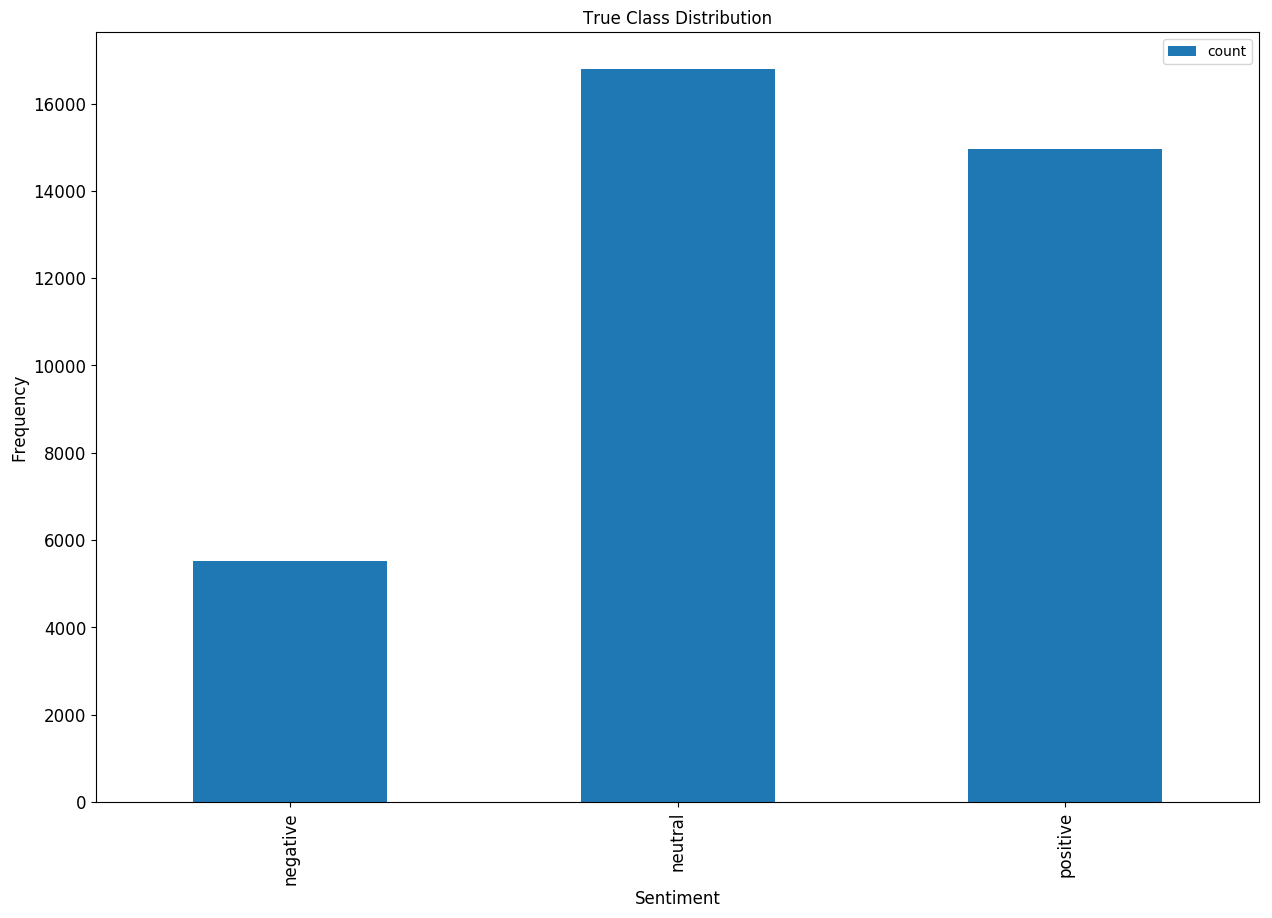 True Class Distribution
count
16000
14000
12000
10000
8000
6000
4000
2000
0
Frequency
negative
neutral
positive
Sentiment